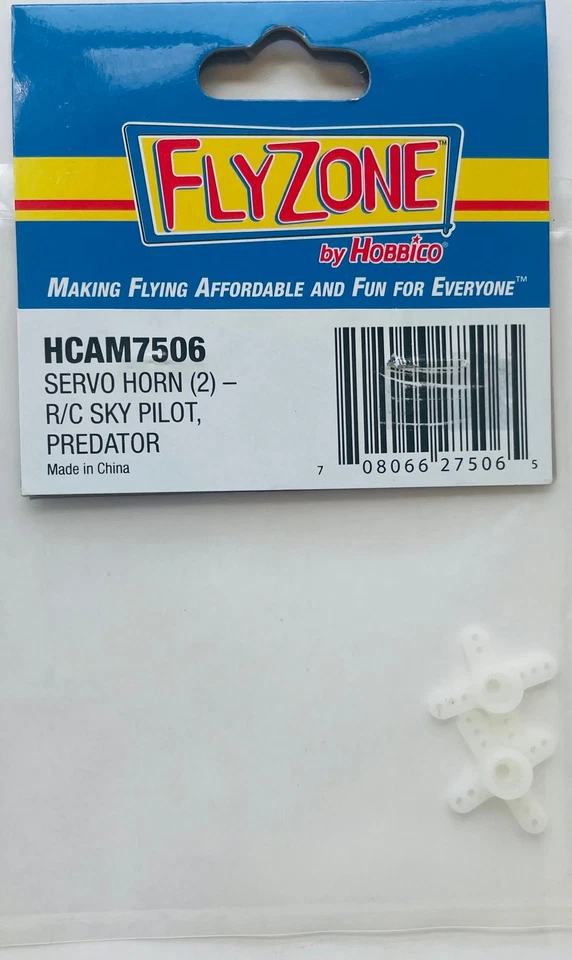 FLYZONE™
by HOBBICO®
MAKING FLYING AFFORDABLE AND FUN FOR EVERYONE™
HCAM7506
SERVO HORN (2) –
R/C SKY PILOT,
PREDATOR
Made in China
7 08066 27506 5